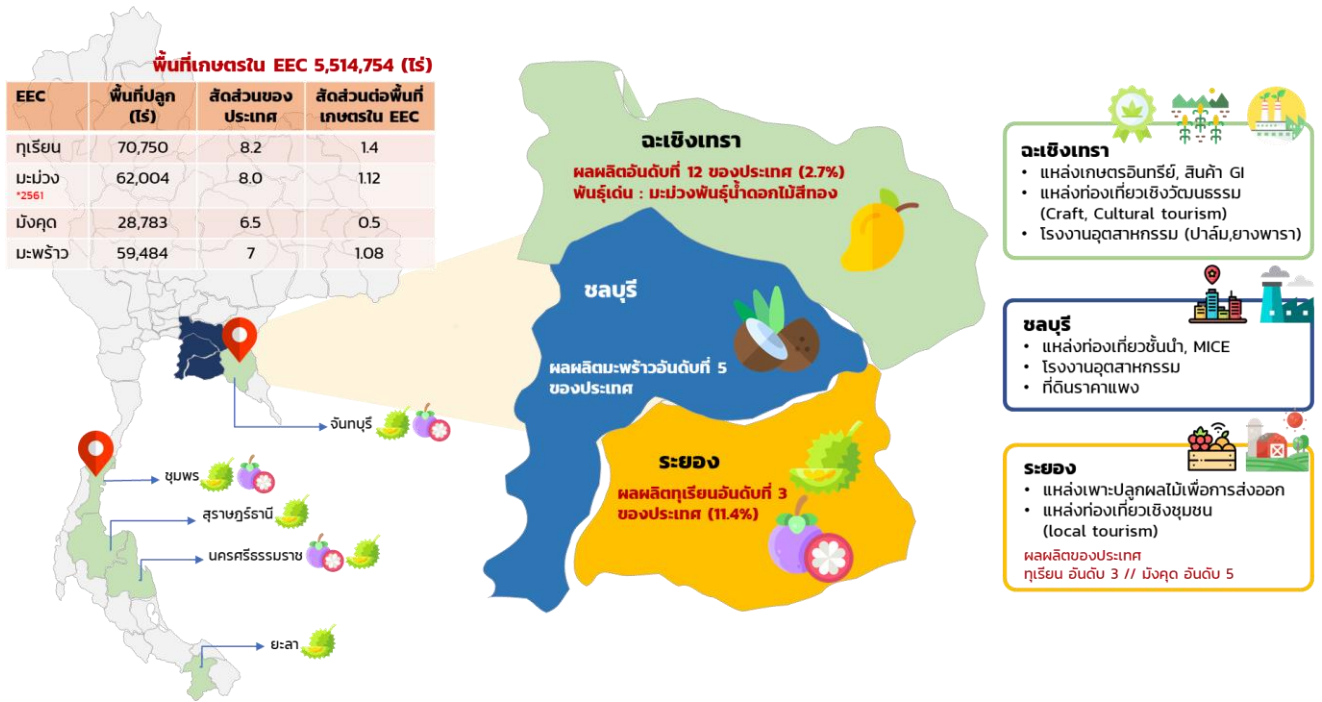 พื้นที่เกษตรใน EEC 5,514,754 (ไร่)
EEC พื้นที่ปลูก (ไร่) สัดส่วนของประเทศ สัดส่วนต่อพื้นที่เกษตรใน EEC
ทุเรียน 70,750 8.2 1.4
มะม่วง 62,004 8.0 1.12
*2561
มังคุด 28,783 6.5 0.5
มะพร้าว 59,484 7 1.08
จันทบุรี
ชุมพร
สุราษฎร์ธานี
นครศรีธรรมราช
ยะลา
ฉะเชิงเทรา
ผลผลิตอันดับที่ 12 ของประเทศ (2.7%)
พันธุ์เด่น : มะม่วงพันธุ์น้ำดอกไม้สีทอง
ชลบุรี
ผลผลิตมะพร้าวอันดับที่ 5
ของประเทศ
ระยอง
ผลผลิตทุเรียนอันดับที่ 3
ของประเทศ (11.4%)
ฉะเชิงเทรา
• แหล่งเกษตรอินทรีย์, สินค้า GI
• แหล่งท่องเที่ยวเชิงวัฒนธรรม
(Craft, Cultural tourism)
• โรงงานอุตสาหกรรม (ปาล์ม,ยางพารา)
ชลบุรี
• แหล่งท่องเที่ยวชั้นนำ, MICE
• โรงงานอุตสาหกรรม
• ที่ดินราคาแพง
ระยอง
• แหล่งเพาะปลูกผลไม้เพื่อการส่งออก
• แหล่งท่องเที่ยวเชิงชุมชน
(local tourism)
ผลผลิตของประเทศ
ทุเรียน อันดับ 3 // มังคุด อันดับ 5